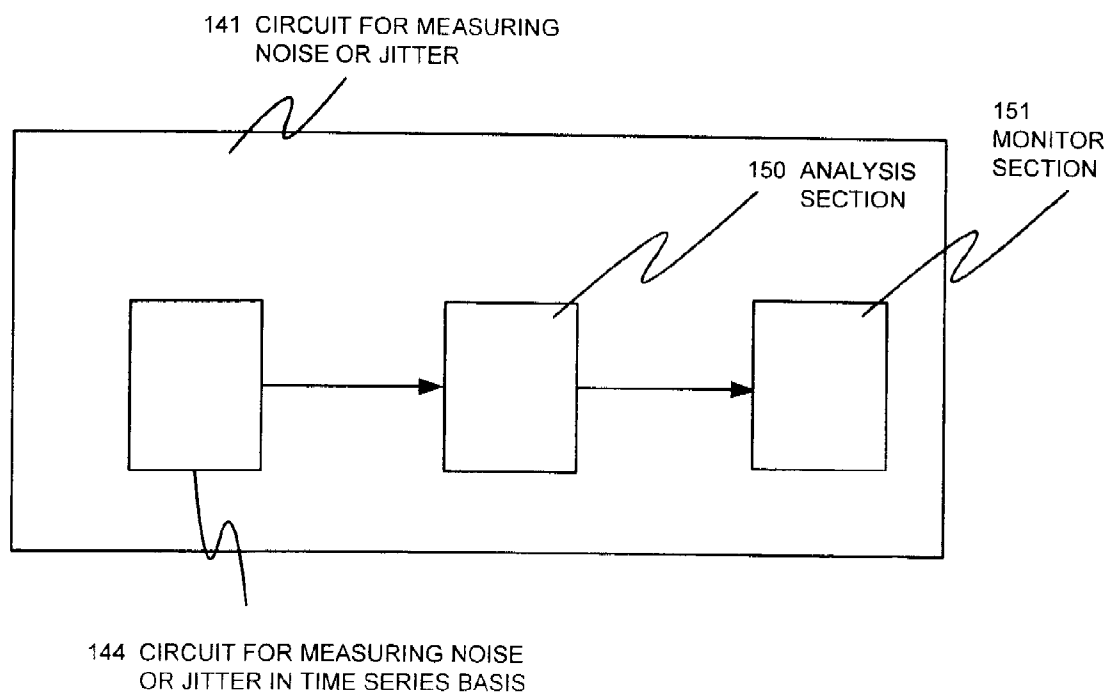 141 CIRCUIT FOR MEASURING
NOISE OR JITTER
151
MONITOR
SECTION
150 ANALYSIS
SECTION
144 CIRCUIT FOR MEASURING NOISE
OR JITTER IN TIME SERIES BASIS